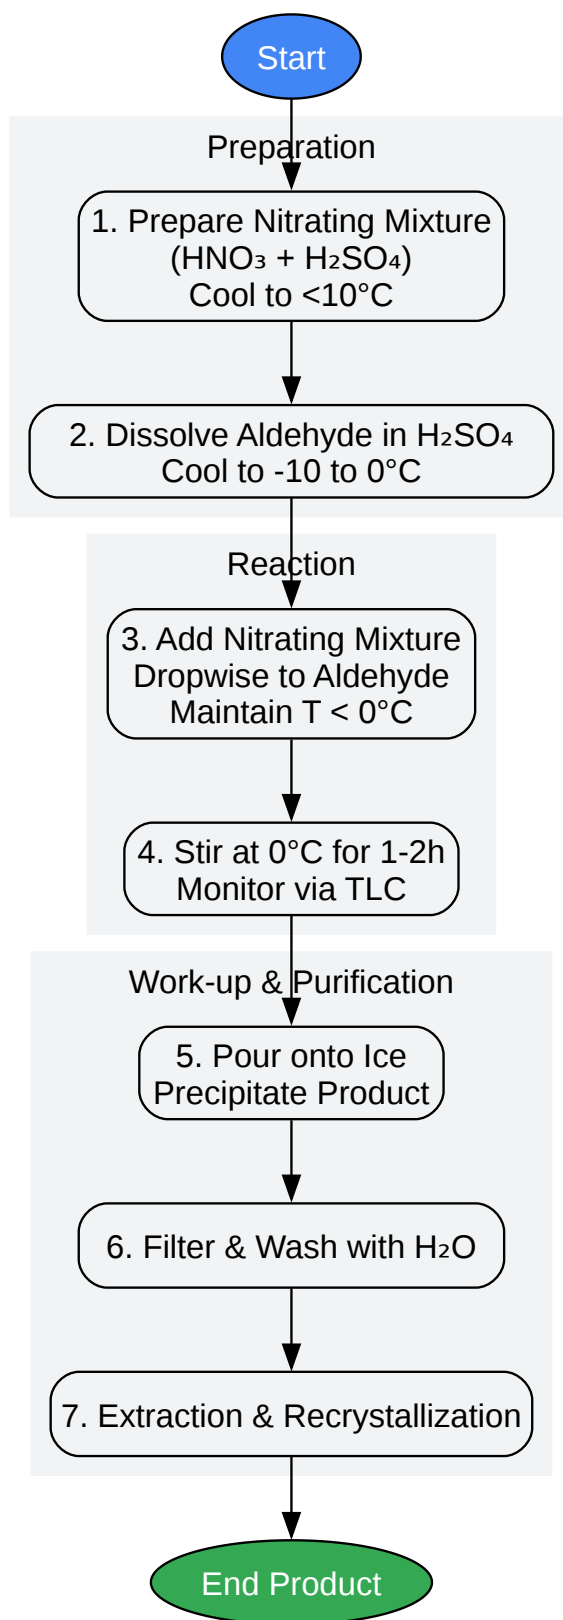 Start
Preparation
1. Prepare Nitrating Mixture
(HNO₃ + H₂SO₄)
Cool to <10°C
2. Dissolve Aldehyde in H₂SO₄
Cool to -10 to 0°C
Reaction
3. Add Nitrating Mixture
Dropwise to Aldehyde
Maintain T < 0°C
4. Stir at 0°C for 1-2h
Monitor via TLC
Work-up & Purification
5. Pour onto Ice
Precipitate Product
6. Filter & Wash with H₂O
7. Extraction & Recrystallization
End Product